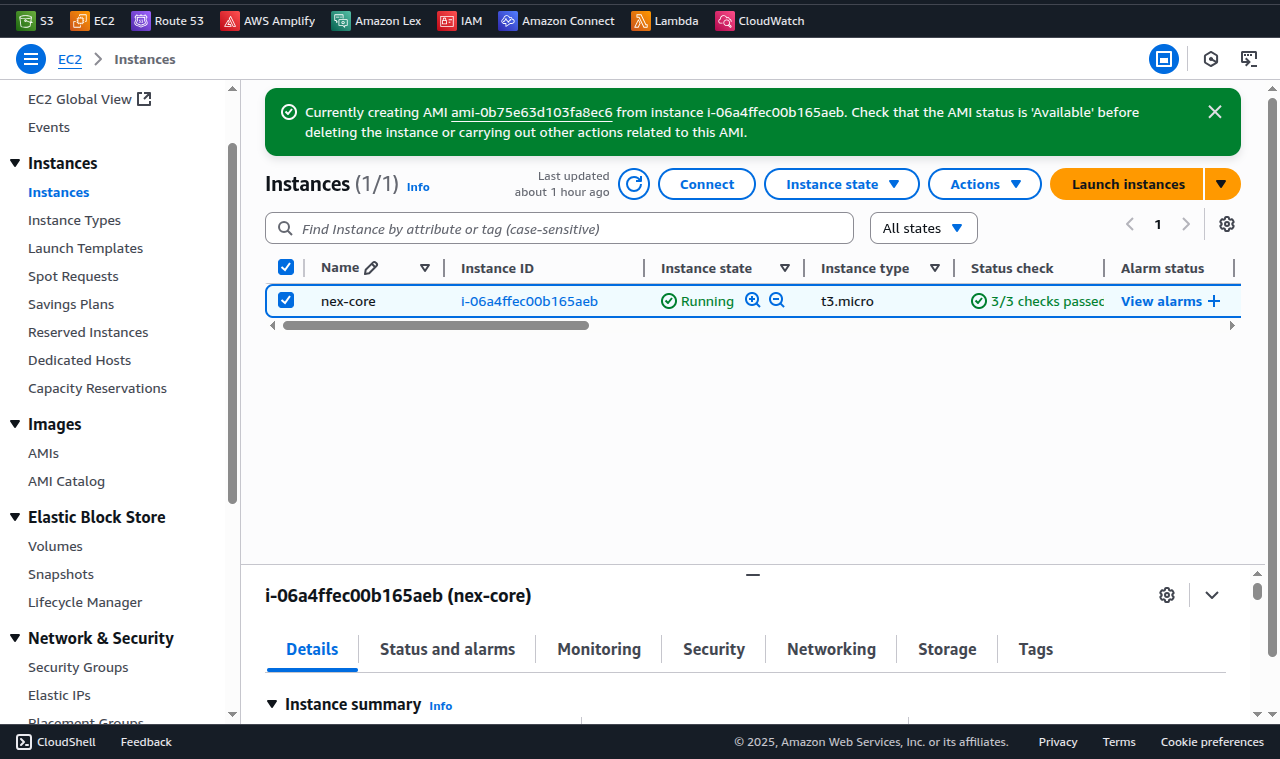 S3 EC2 Route 53 AWS Amplify Amazon Lex IAM Amazon Connect Lambda CloudWatch
EC2 Instances
EC2 Global View
Events
Instances
Instances
Instance Types
Launch Templates
Spot Requests
Savings Plans
Reserved Instances
Dedicated Hosts
Capacity Reservations
Images
AMIs
AMI Catalog
Elastic Block Store
Volumes
Snapshots
Lifecycle Manager
Network & Security
Security Groups
Elastic IPs
Placement Groups
Currently creating AMI ami-0b75e63d103fa8ec6 from instance i-06a4ffec00b165aeb. Check that the AMI status is 'Available' before
deleting the instance or carrying out other actions related to this AMI.
Instances (1/1) Info
Last updated
about 1 hour ago
Connect Instance state Actions Launch instances
Find Instance by attribute or tag (case-sensitive) All states 1
Name Instance ID Instance state Instance type Status check Alarm status
nex-core i-06a4ffec00b165aeb Running t3.micro 3/3 checks passec View alarms +
i-06a4ffec00b165aeb (nex-core)
Details Status and alarms Monitoring Security Networking Storage Tags
Instance summary Info
CloudShell Feedback © 2025, Amazon Web Services, Inc. or its affiliates. Privacy Terms Cookie preferences